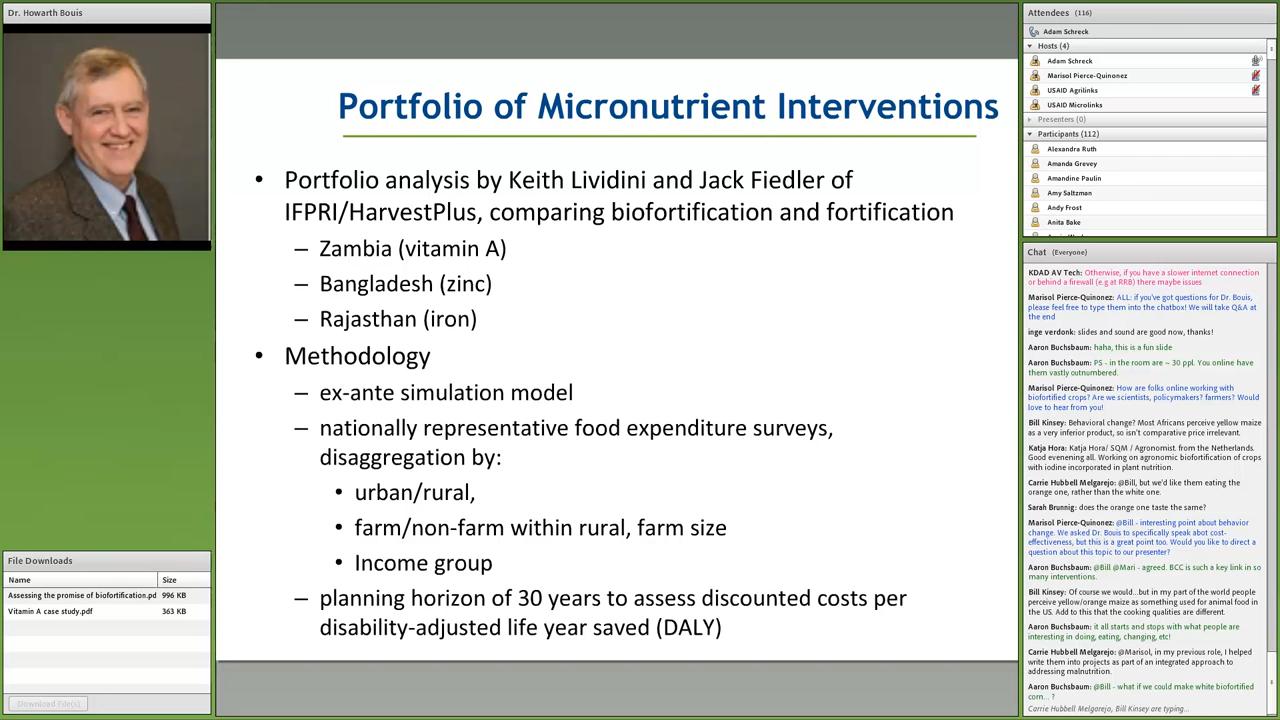 Dr. Howarth Bouis
Portfolio of Micronutrient Interventions
• Portfolio analysis by Keith Lividini and Jack Fiedler of
IFPRI/HarvestPlus, comparing biofortification and fortification
– Zambia (vitamin A)
– Bangladesh (zinc)
– Rajasthan (iron)
• Methodology
– ex-ante simulation model
– nationally representative food expenditure surveys,
disaggregation by:
• urban/rural,
• farm/non-farm within rural, farm size
• Income group
– planning horizon of 30 years to assess discounted costs per
disability-adjusted life year saved (DALY)
File Downloads
Name Size
Assessing the promise of biofortification.pd 996 KB
Vitamin A case study.pdf 363 KB
Download File(s)
Attendees (116)
Adam Schreck
Hosts (4)
Adam Schreck
Marisol Pierce-Quinonez
USAID Agrilinks
USAID Microlinks
Presenters (0)
Participants (112)
Alexandra Ruth
Amanda Grevey
Amandine Paulin
Amy Saltzman
Andy Frost
Anita Bake
Chat (Everyone)
KDAD AV Tech: Otherwise, if you have a slower internet connection
or behind a firewall (e.g at RRB) there maybe issues
Marisol Pierce-Quinonez: ALL: if you've got questions for Dr. Bouis,
please feel free to type them into the chatbox! We will take Q&A at
the end
inge verdonk: slides and sound are good now, thanks!
Aaron Buchsbaum: haha, this is a fun slide
Aaron Buchsbaum: PS - in the room are ~ 30 ppl. You online have
them vastly outnumbered.
Marisol Pierce-Quinonez: How are folks online working with
biofortified crops? Are we scientists, policymakers? farmers? Would
love to hear from you!
Bill Kinsey: Behavioral change? Most Africans perceive yellow maize
as a very inferior product, so isn't comparative price irrelevant.
Katja Hora: Katja Hora/ SQM / Agronomist. from the Netherlands.
Good evenening all. Working on agronomic biofortification of crops
with iodine incorporated in plant nutrition.
Carrie Hubbell Melgarejo: @Bill, but we'd like them eating the
orange one, rather than the white one.
Sarah Brunnig: does the orange one taste the same?
Marisol Pierce-Quinonez: @Bill - interesting point about behavior
change. We asked Dr. Bouis to specifically speak abot cost-
effectiveness, but this is a great point too. Would you like to direct a
question about this topic to our presenter?
Aaron Buchsbaum: @Bill @Mari - agreed. BCC is such a key link in so
many interventions.
Bill Kinsey: Of course we would...but in my part of the world people
perceive yellow/orange maize as something used for animal food in
the US. Add to this that the cooking qualities are different.
Aaron Buchsbaum: it all starts and stops with what people are
interesting in doing, eating, changing, etc!
Carrie Hubbell Melgarejo: @Marisol, in my previous role, I helped
write them into projects as part of an integrated approach to
addressing malnutrition.
Aaron Buchsbaum: @Bill - what if we could make white biofortified
corn... ?
Carrie Hubbell Melgarejo, Bill Kinsey are typing...